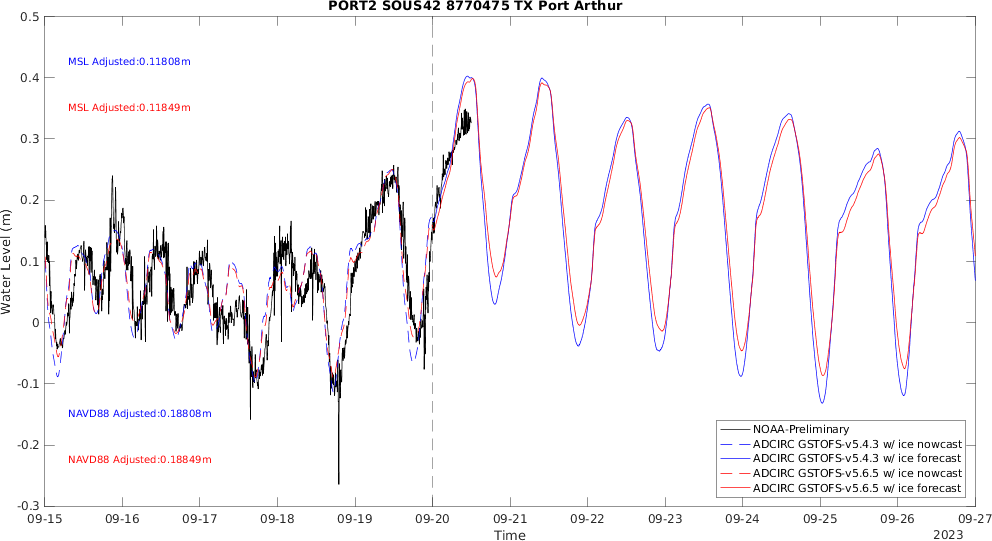 PORT2 SOUS42 8770475 TX Port Arthur
0.5
0.4
0.3
0.2
0.1
0
-0.1
-0.2
-0.3
Water Level (m)
MSL Adjusted:0.11808m
MSL Adjusted:0.11849m
NAVD88 Adjusted:0.18808m
NAVD88 Adjusted:0.18849m
NOAA-Preliminary
ADCIRC GSTOFS-v5.4.3 w/ ice nowcast
ADCIRC GSTOFS-v5.4.3 w/ ice forecast
ADCIRC GSTOFS-v5.6.5 w/ ice nowcast
ADCIRC GSTOFS-v5.6.5 w/ ice forecast
09-15 09-16 09-17 09-18 09-19 09-20 09-21 09-22 09-23 09-24 09-25 09-26 09-27
Time
2023